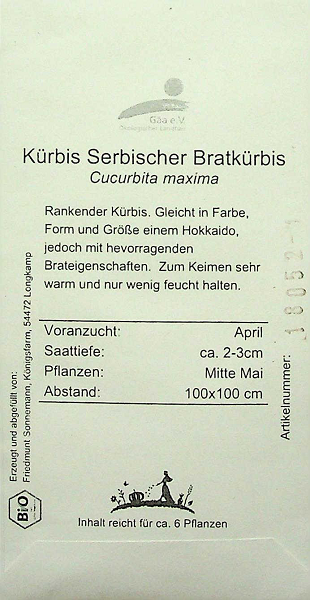 Gäa e.V.
Ökologischer Landbau
Kürbis Serbischer Bratkürbis
Cucurbita maxima
Rankender Kürbis. Gleicht in Farbe,
Form und Größe einem Hokkaido,
jedoch mit hevorragenden
Brateigenschaften. Zum Keimen sehr
warm und nur wenig feucht halten.
Voranzucht: April
Saattiefe: ca. 2-3cm
Pflanzen: Mitte Mai
Abstand: 100x100 cm
Erzeugt und abgefüllt von:
Friedmunt Sonnemann, Königsfarm, 54472 Longkamp
Artikelnummer:
18052-1
Bio
Inhalt reicht für ca. 6 Pflanzen